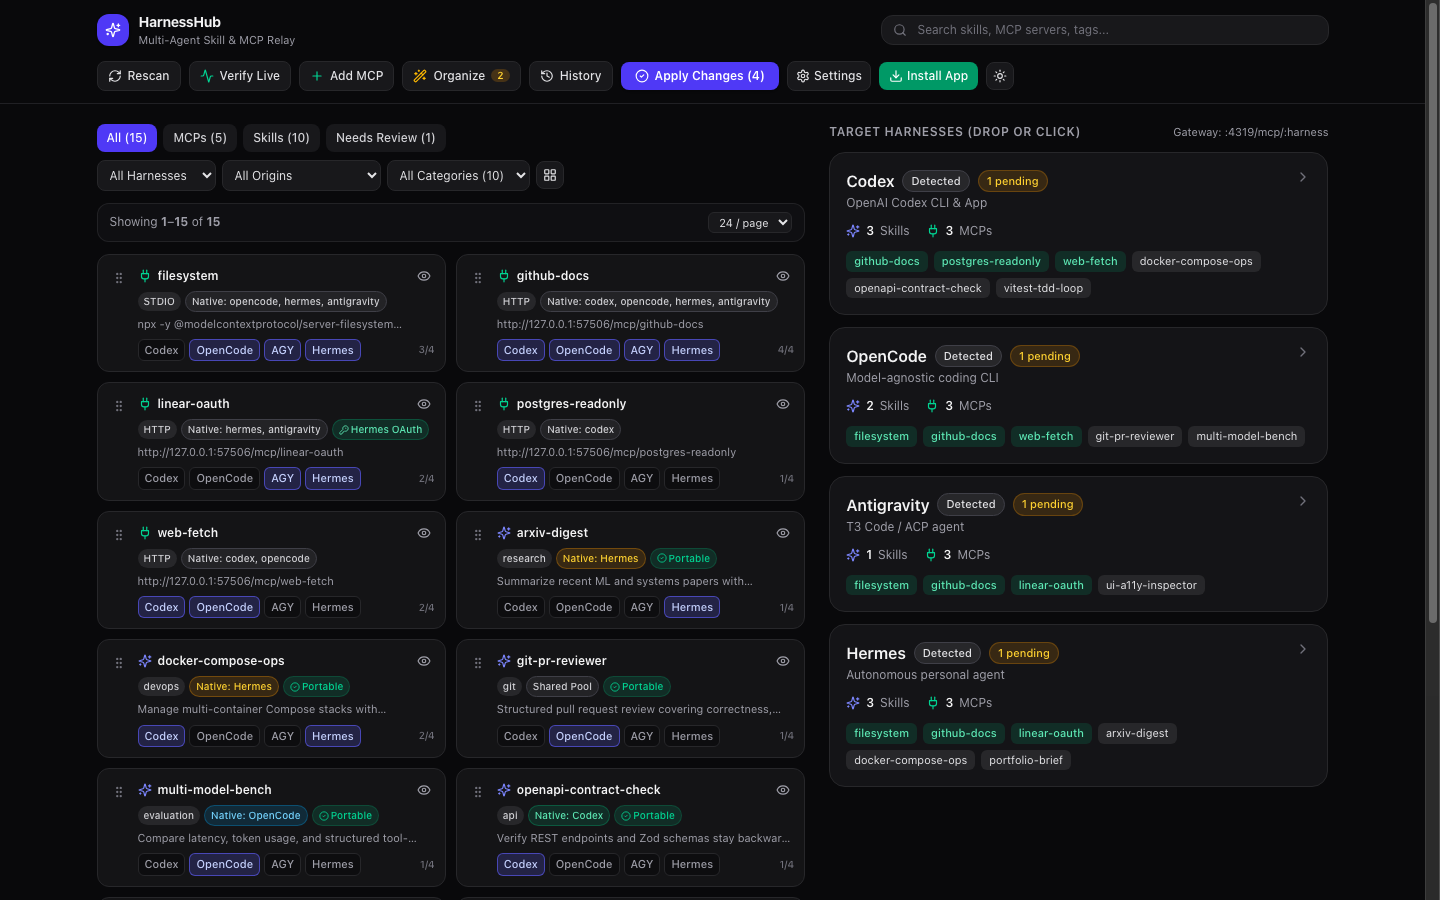 HarnessHub
Multi-Agent Skill & MCP Relay
Search skills, MCP servers, tags...
Rescan
Verify Live
Add MCP
Organize 2
History
Apply Changes (4)
Settings
Install App
All (15)
MCPs (5)
Skills (10)
Needs Review (1)
All Harnesses
All Origins
All Categories (10)
Showing 1–15 of 15
24 / page
filesystem
STDIO Native: opencode, hermes, antigravity
npx -y @modelcontextprotocol/server-filesystem...
Codex OpenCode AGY Hermes 3/4
github-docs
HTTP Native: codex, opencode, hermes, antigravity
http://127.0.0.1:57506/mcp/github-docs
Codex OpenCode AGY Hermes 4/4
linear-oauth
HTTP Native: hermes, antigravity Hermes OAuth
http://127.0.0.1:57506/mcp/linear-oauth
Codex OpenCode AGY Hermes 2/4
postgres-readonly
HTTP Native: codex
http://127.0.0.1:57506/mcp/postgres-readonly
Codex OpenCode AGY Hermes 1/4
web-fetch
HTTP Native: codex, opencode
http://127.0.0.1:57506/mcp/web-fetch
Codex OpenCode AGY Hermes 2/4
arxiv-digest
research Native: Hermes Portable
Summarize recent ML and systems papers with...
Codex OpenCode AGY Hermes 1/4
docker-compose-ops
devops Native: Hermes Portable
Manage multi-container Compose stacks with...
Codex OpenCode AGY Hermes 2/4
git-pr-reviewer
git Shared Pool Portable
Structured pull request review covering correctness,...
Codex OpenCode AGY Hermes 1/4
multi-model-bench
evaluation Native: OpenCode Portable
Compare latency, token usage, and structured tool-...
Codex OpenCode AGY Hermes 1/4
openapi-contract-check
api Native: Codex Portable
Verify REST endpoints and Zod schemas stay backwar...
Codex OpenCode AGY Hermes 1/4
TARGET HARNESSES (DROP OR CLICK)
Gateway: :4319/mcp/:harness
Codex Detected 1 pending
OpenAI Codex CLI & App
3 Skills 3 MCPs
github-docs postgres-readonly web-fetch docker-compose-ops
openapi-contract-check vitest-tdd-loop
OpenCode Detected 1 pending
Model-agnostic coding CLI
2 Skills 3 MCPs
filesystem github-docs web-fetch git-pr-reviewer multi-model-bench
Antigravity Detected 1 pending
T3 Code / ACP agent
1 Skills 3 MCPs
filesystem github-docs linear-oauth ui-a11y-inspector
Hermes Detected 1 pending
Autonomous personal agent
3 Skills 3 MCPs
filesystem github-docs linear-oauth arxiv-digest
docker-compose-ops portfolio-brief